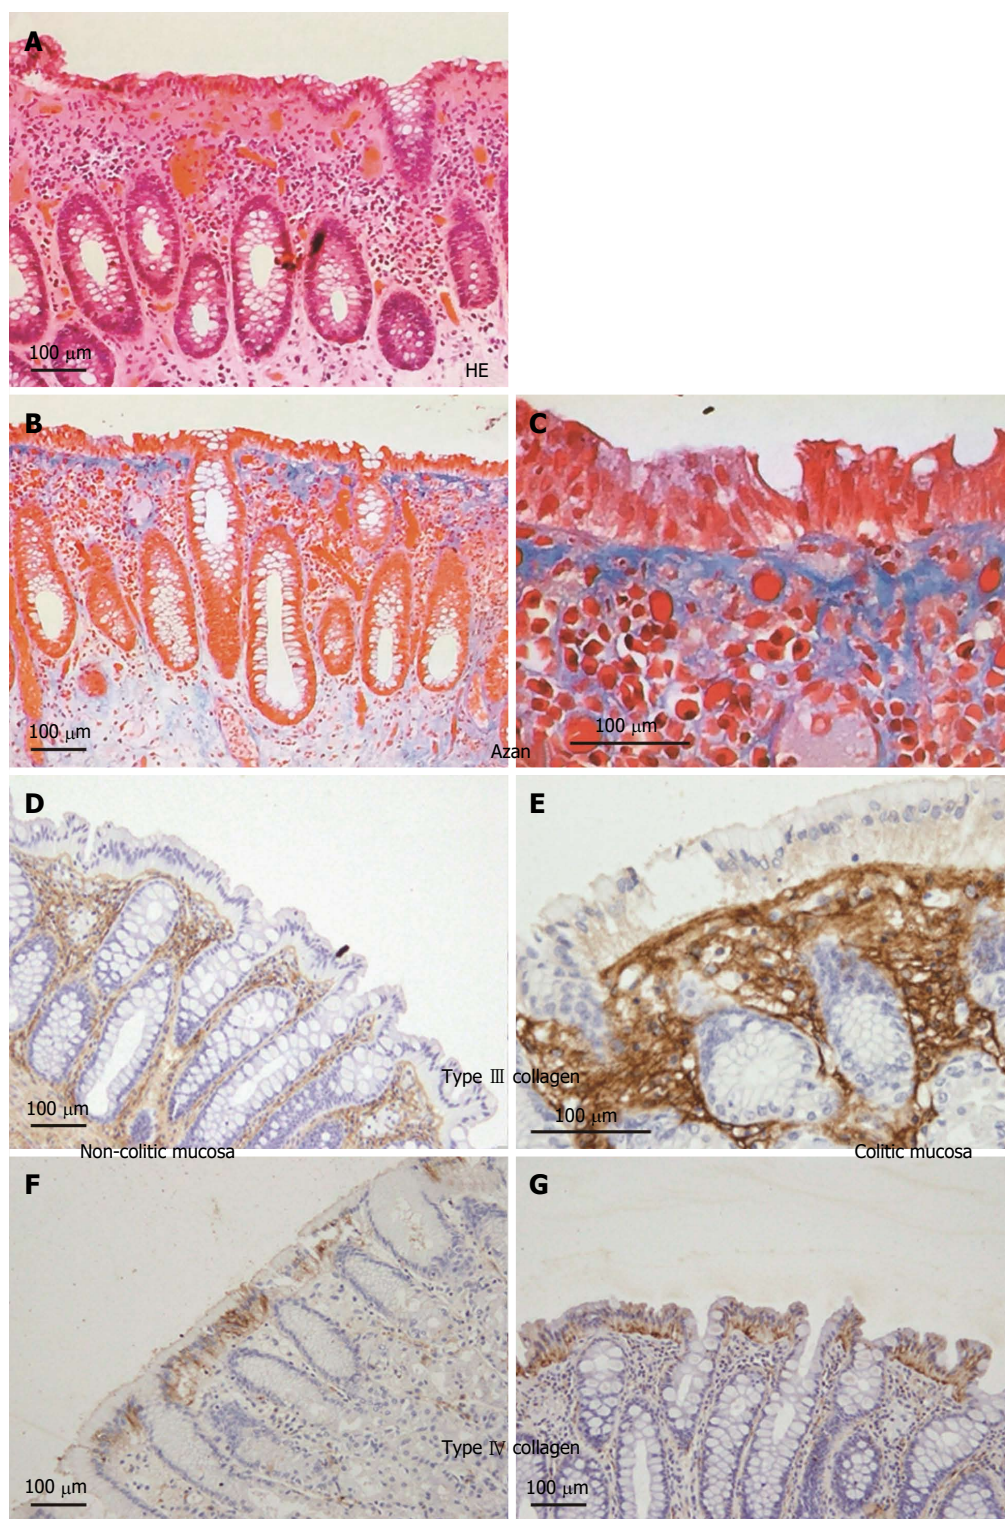 A
100 μm
HE
B
C
100 μm
100 μm
Azan
D
E
Type Ⅲ collagen
100 μm
100 μm
Non-colitic mucosa
Colitic mucosa
F
G
Type Ⅳ collagen
100 μm
100 μm